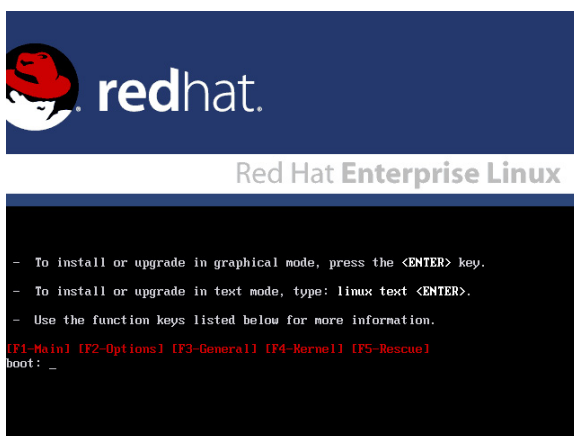 redhat.
Red Hat Enterprise Linux
- To install or upgrade in graphical mode, press the <ENTER> key.
- To install or upgrade in text mode, type: linux text <ENTER>.
- Use the function keys listed below for more information.
[F1-Main] [F2-Options] [F3-General] [F4-Kernel] [F5-Rescue]
boot: _